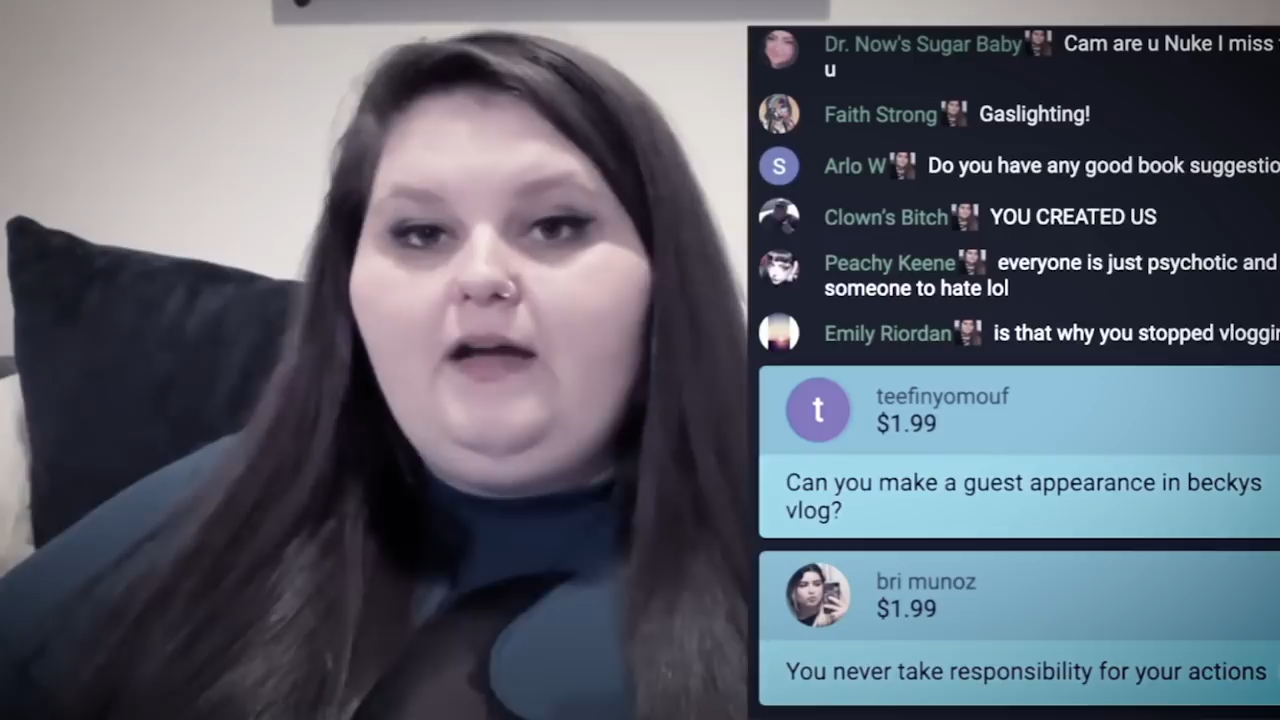 Dr. Now's Sugar Baby Cam are u Nuke I miss
u
Faith Strong Gaslighting!
S
Arlo W Do you have any good book
Clown's Bitch YOU CREATED US
Peachy Keene everyone is just psychotic and
someone to hate lol
Emily Riordan is that why you stopped
t
teefinyomouf
$1.99
Can you make a guest appearance in beckys
vlog?
bri munoz
$1.99
You never take responsibility for your actions